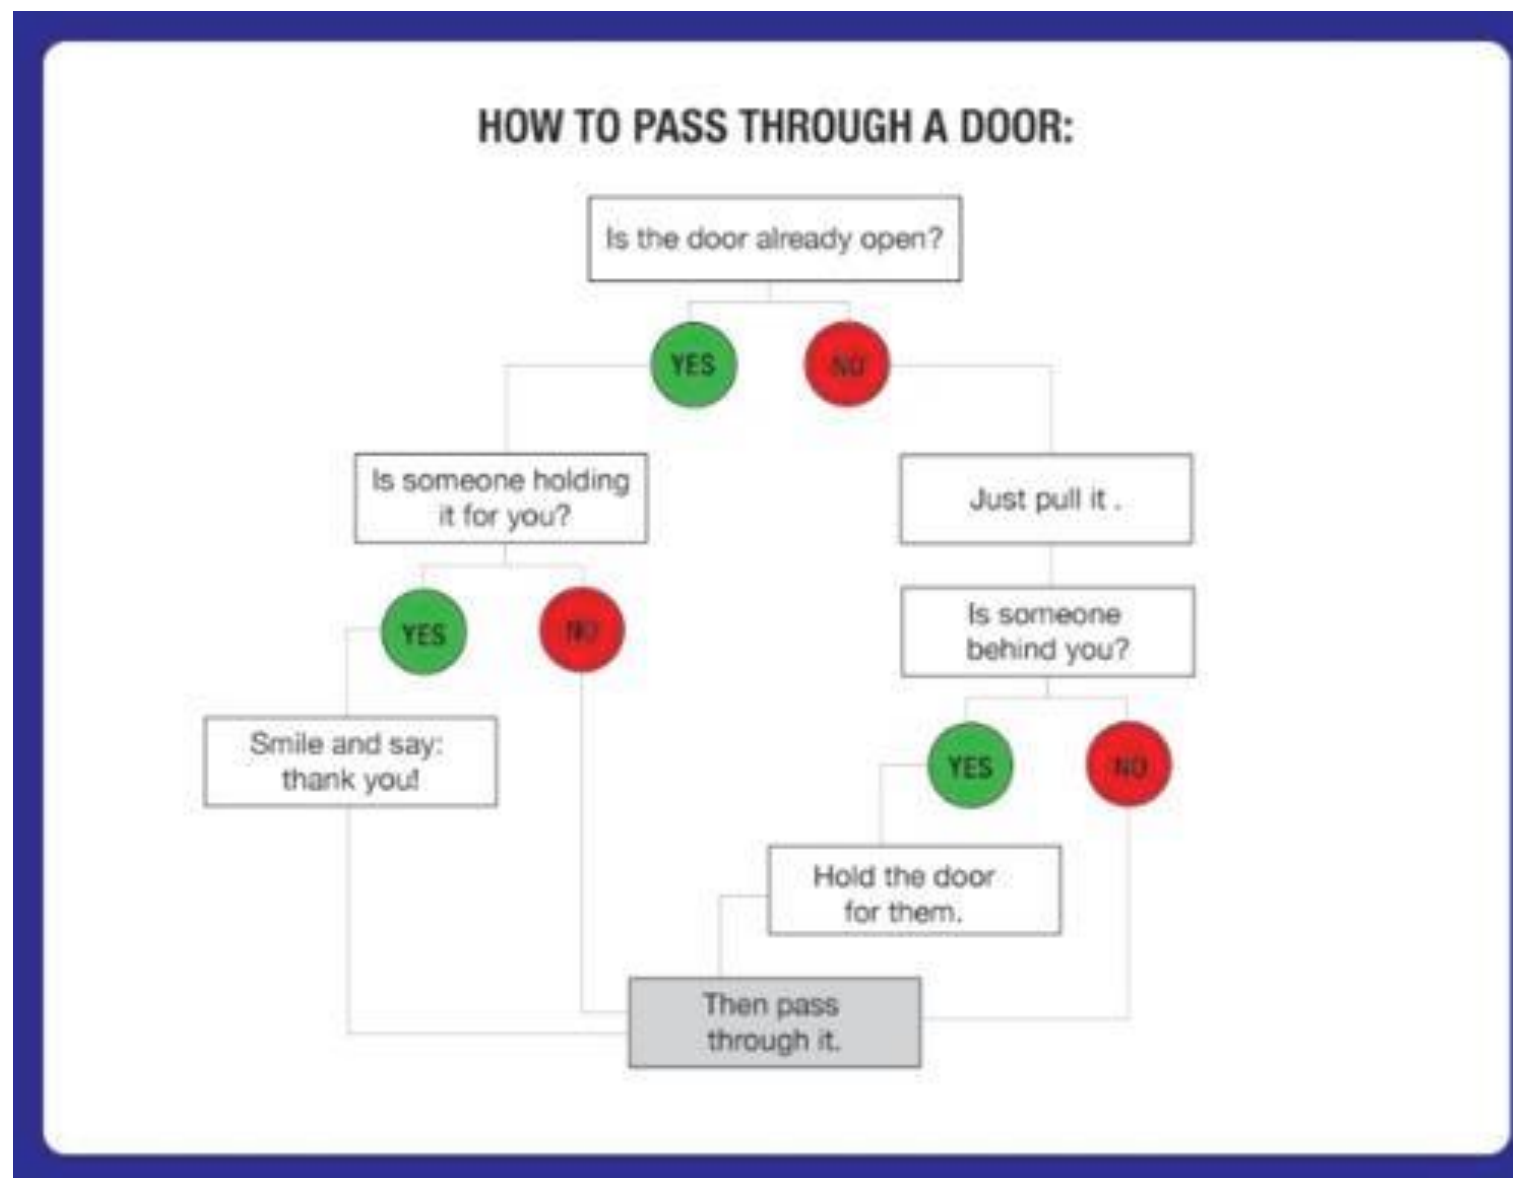 HOW TO PASS THROUGH A DOOR:
Is the door already open?
YES
NO
Is someone holding
it for you?
Just pull it .
YES
NO
Is someone
behind you?
Smile and say:
thank you!
YES
NO
Hold the door
for them.
Then pass
through it.